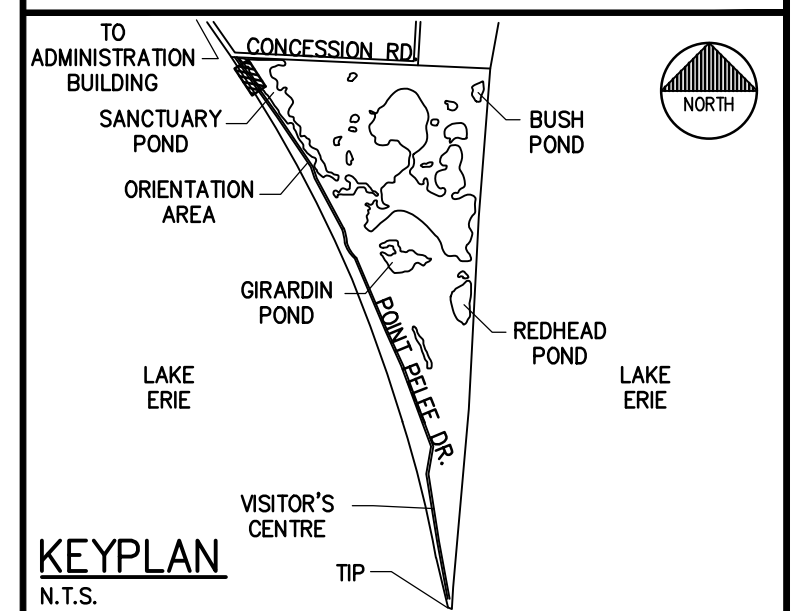 TO
ADMINISTRATION
BUILDING
CONCESSION RD.
NORTH
SANCTUARY
POND
BUSH
POND
ORIENTATION
AREA
GIRARDIN
POND
POINT PELEE DR.
REDHEAD
POND
LAKE
ERIE
LAKE
ERIE
VISITOR'S
CENTRE
KEYPLAN
TIP
N.T.S.